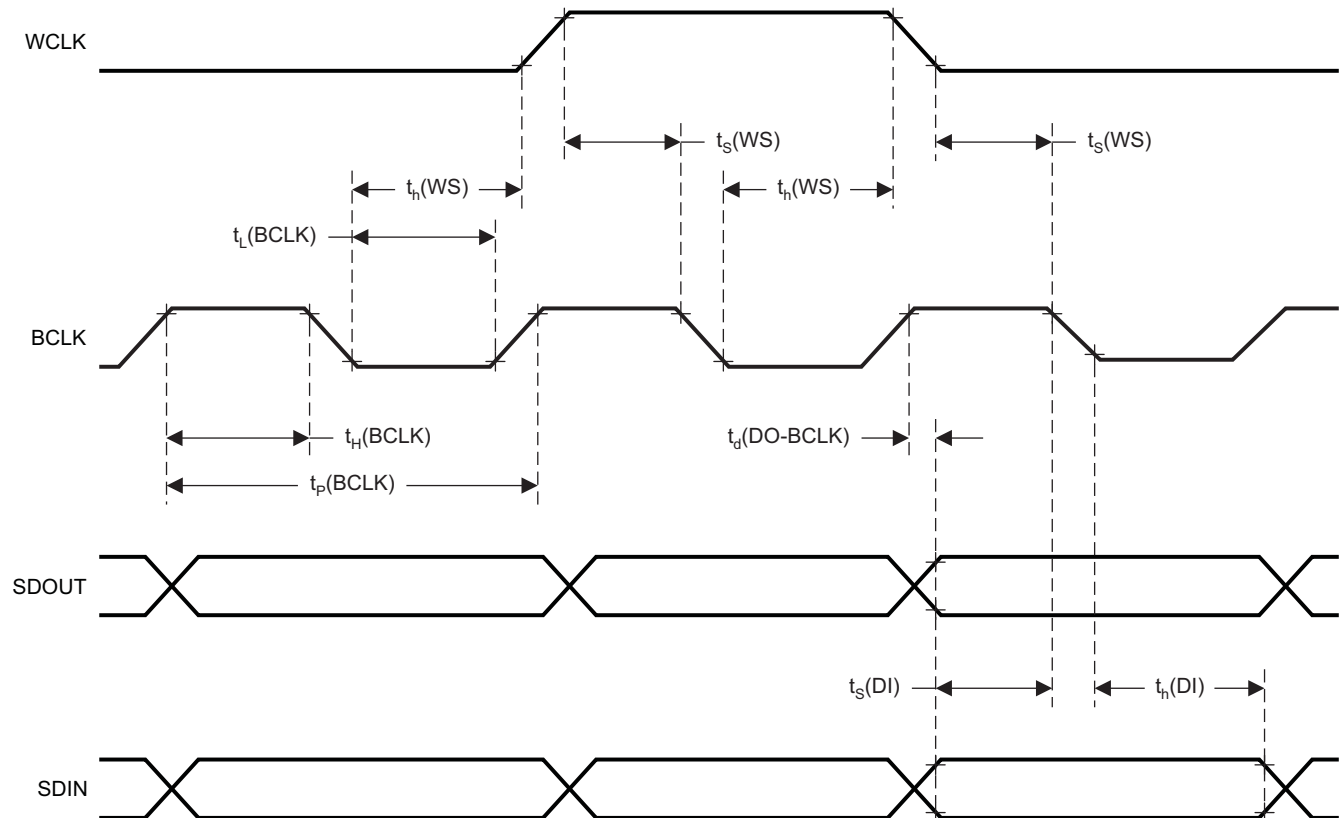 WCLK
tS(WS) tS(WS)
th(WS) th(WS)
tL(BCLK)
BCLK
tH(BCLK) td(DO-BCLK)
tP(BCLK)
SDOUT
tS(DI) th(DI)
SDIN